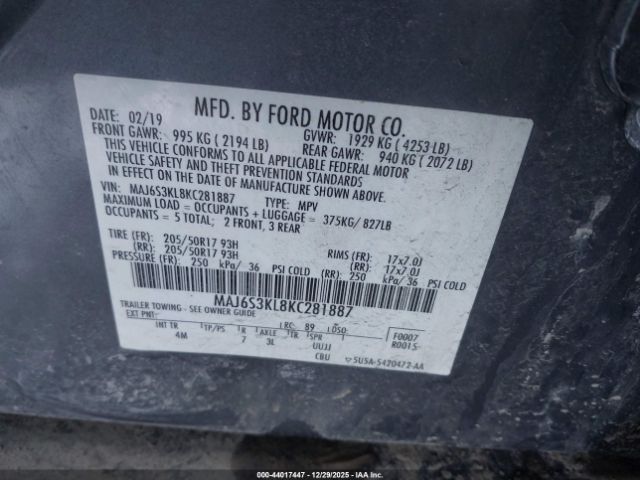 MFD. BY FORD MOTOR CO.
DATE: 02/19
GVWR: 1929 KG ( 4253 LB)
FRONT GAWR: 995 KG ( 2194 LB)
REAR GAWR: 940 KG ( 2072 LB)
THIS VEHICLE CONFORMS TO ALL APPLICABLE FEDERAL MOTOR
VEHICLE SAFETY AND THEFT PREVENTION STANDARDS
IN EFFECT ON THE DATE OF MANUFACTURE SHOWN ABOVE.
VIN: MAJ6S3KL8KC281887 TYPE: MPV
MAXIMUM LOAD = OCCUPANTS + LUGGAGE = 375KG/ 827LB
OCCUPANTS = 5 TOTAL; 2 FRONT, 3 REAR
TIRE (FR): 205/50R17 93H RIMS (FR): 17x7.0J
(RR): 205/50R17 93H (RR): 17x7.0J
PRESSURE (FR): 250 kPa/ 36 PSI COLD (RR): 250 kPa/ 36 PSI COLD
MAJ6S3KL8KC281887
TRAILER TOWING - SEE OWNER GUIDE
EXT PNT: RC: 89 DSO: F0007
INT TR TP/PS R AXLE TR SPR R0015
4M 7 3L UUJJ
CBU 5U5A-5420472-AA
000-44017447 - 12/29/2025 - IAAI.COM